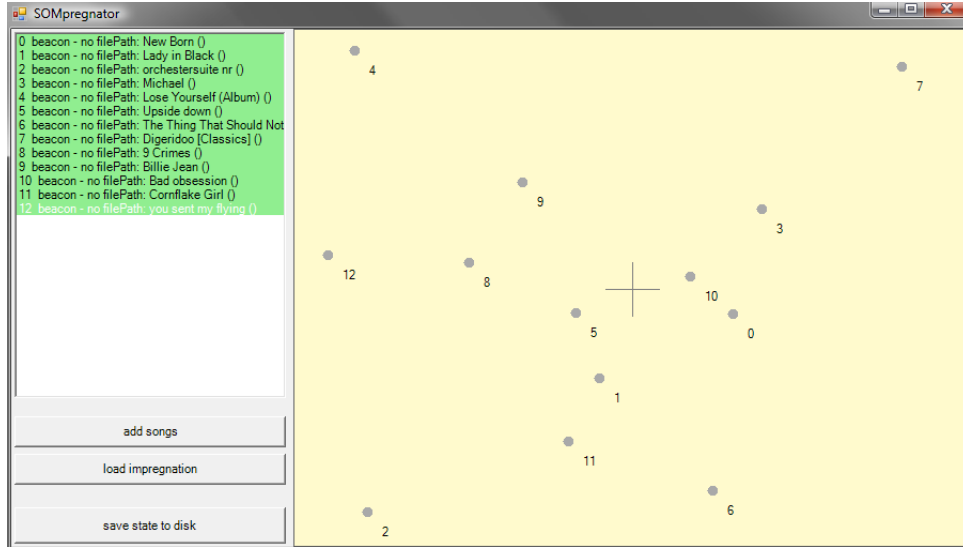 SOMpregnator
0 beacon - no filePath: New Born ()
1 beacon - no filePath: Lady in Black ()
2 beacon - no filePath: orchestersuite nr ()
3 beacon - no filePath: Michael ()
4 beacon - no filePath: Lose Yourself (Album) ()
5 beacon - no filePath: Upside down ()
6 beacon - no filePath: The Thing That Should Not
7 beacon - no filePath: Digeridoo [Classics] ()
8 beacon - no filePath: 9 Crimes ()
9 beacon - no filePath: Billie Jean ()
10 beacon - no filePath: Bad obsession ()
11 beacon - no filePath: Cornflake Girl ()
12 beacon - no filePath: you sent my flying ()
add songs
load impregnation
save state to disk
4
7
9
3
12
8
10
5
0
1
11
6
2